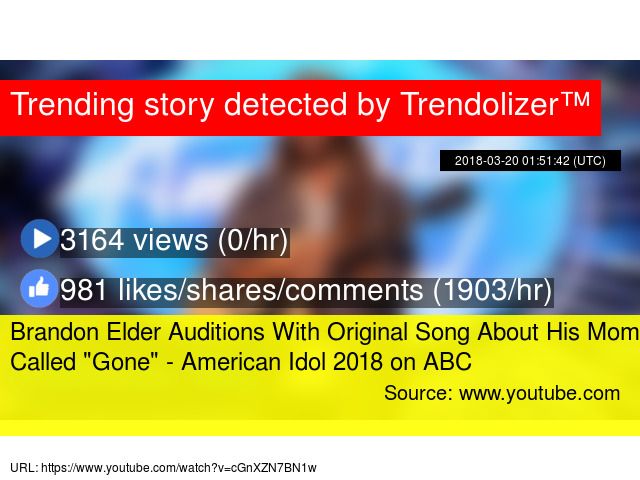 Trending story detected by Trendolizer™
2018-03-20 01:51:42 (UTC)
3164 views (0/hr)
981 likes/shares/comments (1903/hr)
Brandon Elder Auditions With Original Song About His Mom
Called "Gone" - American Idol 2018 on ABC
Source: www.youtube.com
URL: https://www.youtube.com/watch?v=cGnXZN7BN1w